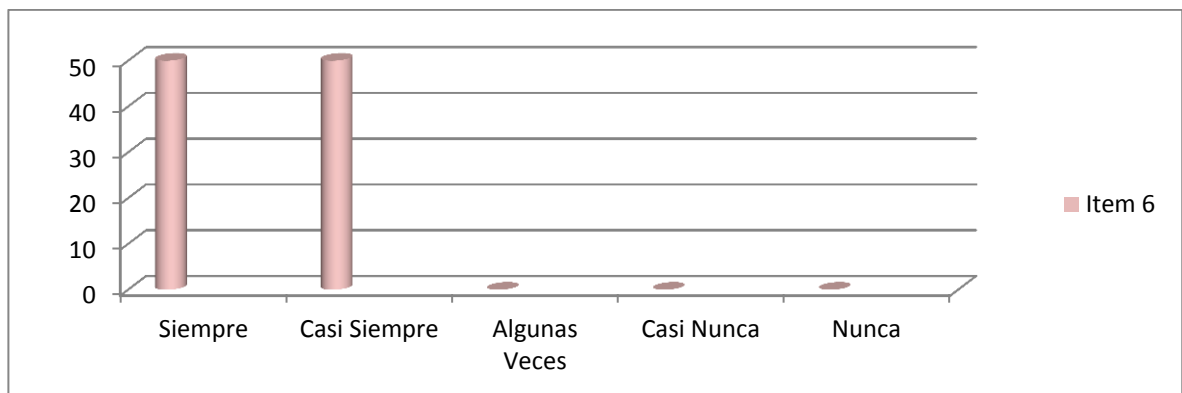 50
40
30
20
10
0
Siempre
Casi Siempre
Algunas
Veces
Casi Nunca
Nunca
Item 6